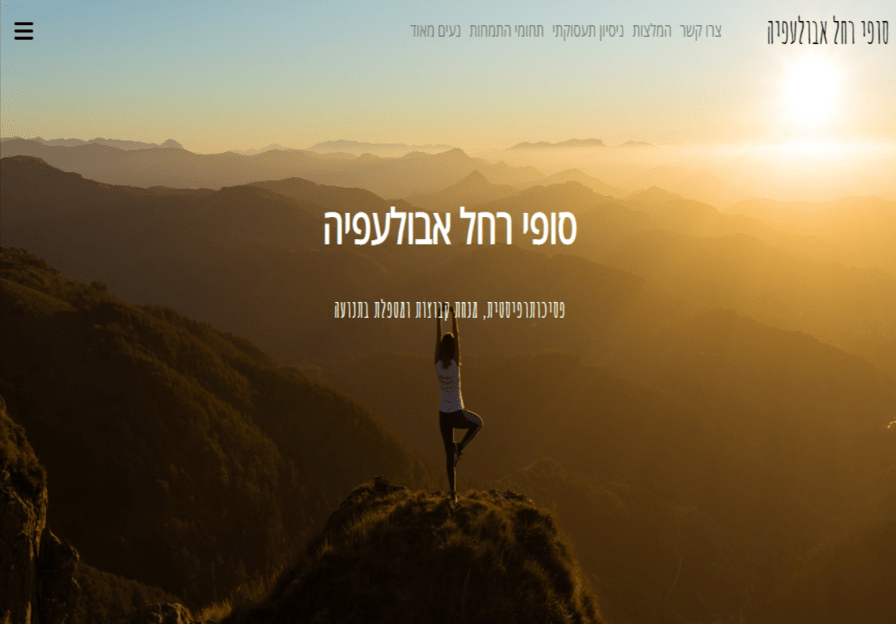 סופי רחל אבולעפיה
צרו קשר המלצות ניסיון תעסוקתי תחומי התמחות נעים מאוד
סופי רחל אבולעפיה
פסיכותרפיסטית, מנחת קבוצות ומטפלת בתנועה